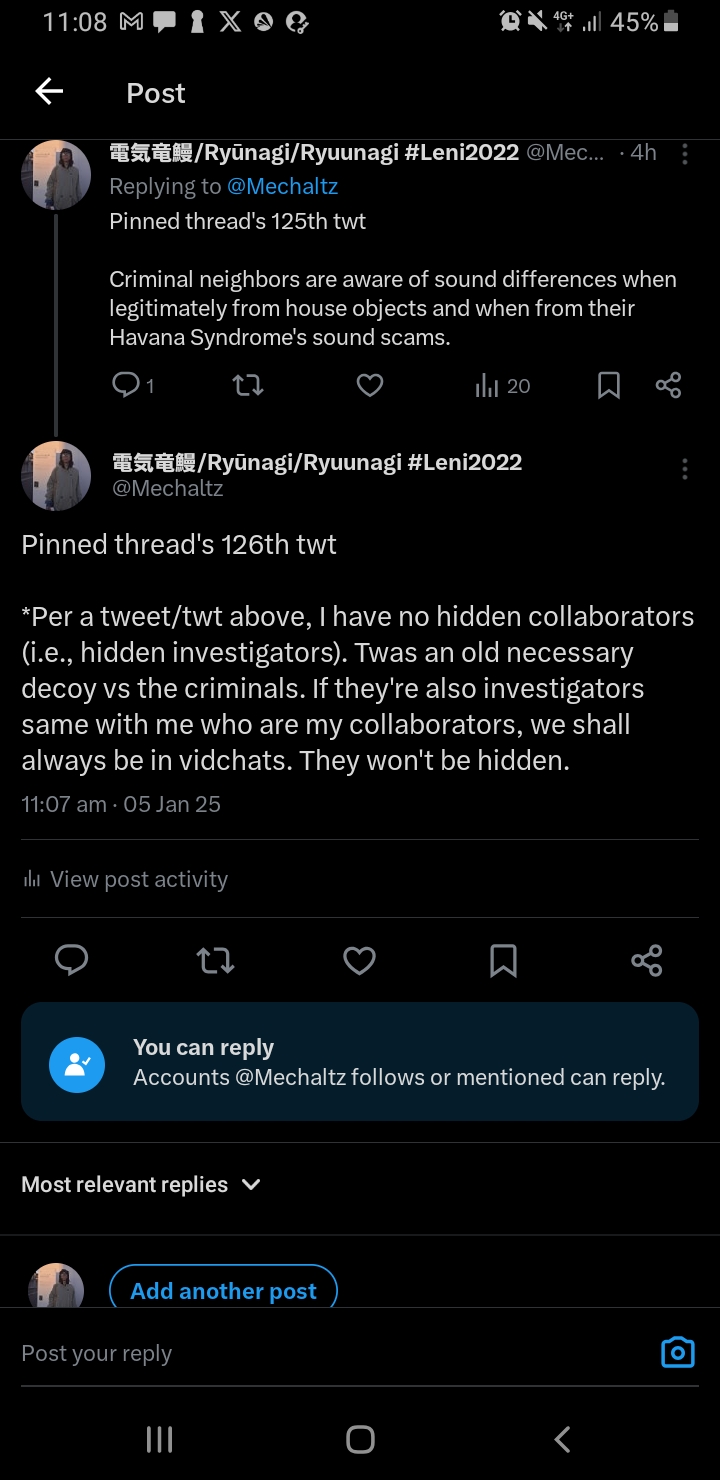 11:08
4G+
45%
Post
電気竜鰻/Ryūnagi/Ryuunagi #Leni2022 @Mec... · 4h
Replying to @Mechaltz
Pinned thread's 125th twt
Criminal neighbors are aware of sound differences when
legitimately from house objects and when from their
Havana Syndrome's sound scams.
1
20
電気竜鰻/Ryūnagi/Ryuunagi #Leni2022
@Mechaltz
Pinned thread's 126th twt
*Per a tweet/twt above, I have no hidden collaborators
(i.e., hidden investigators). Twas an old necessary
decoy vs the criminals. If they're also investigators
same with me who are my collaborators, we shall
always be in vidchats. They won't be hidden.
11:07 am · 05 Jan 25
View post activity
You can reply
Accounts @Mechaltz follows or mentioned can reply.
Most relevant replies
Add another post
Post your reply